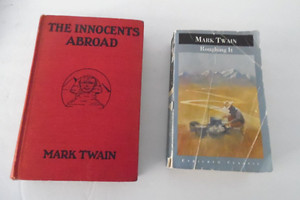 THE INNOCENTS
ABROAD
MARK TWAIN
MARK TWAIN
Roughing It